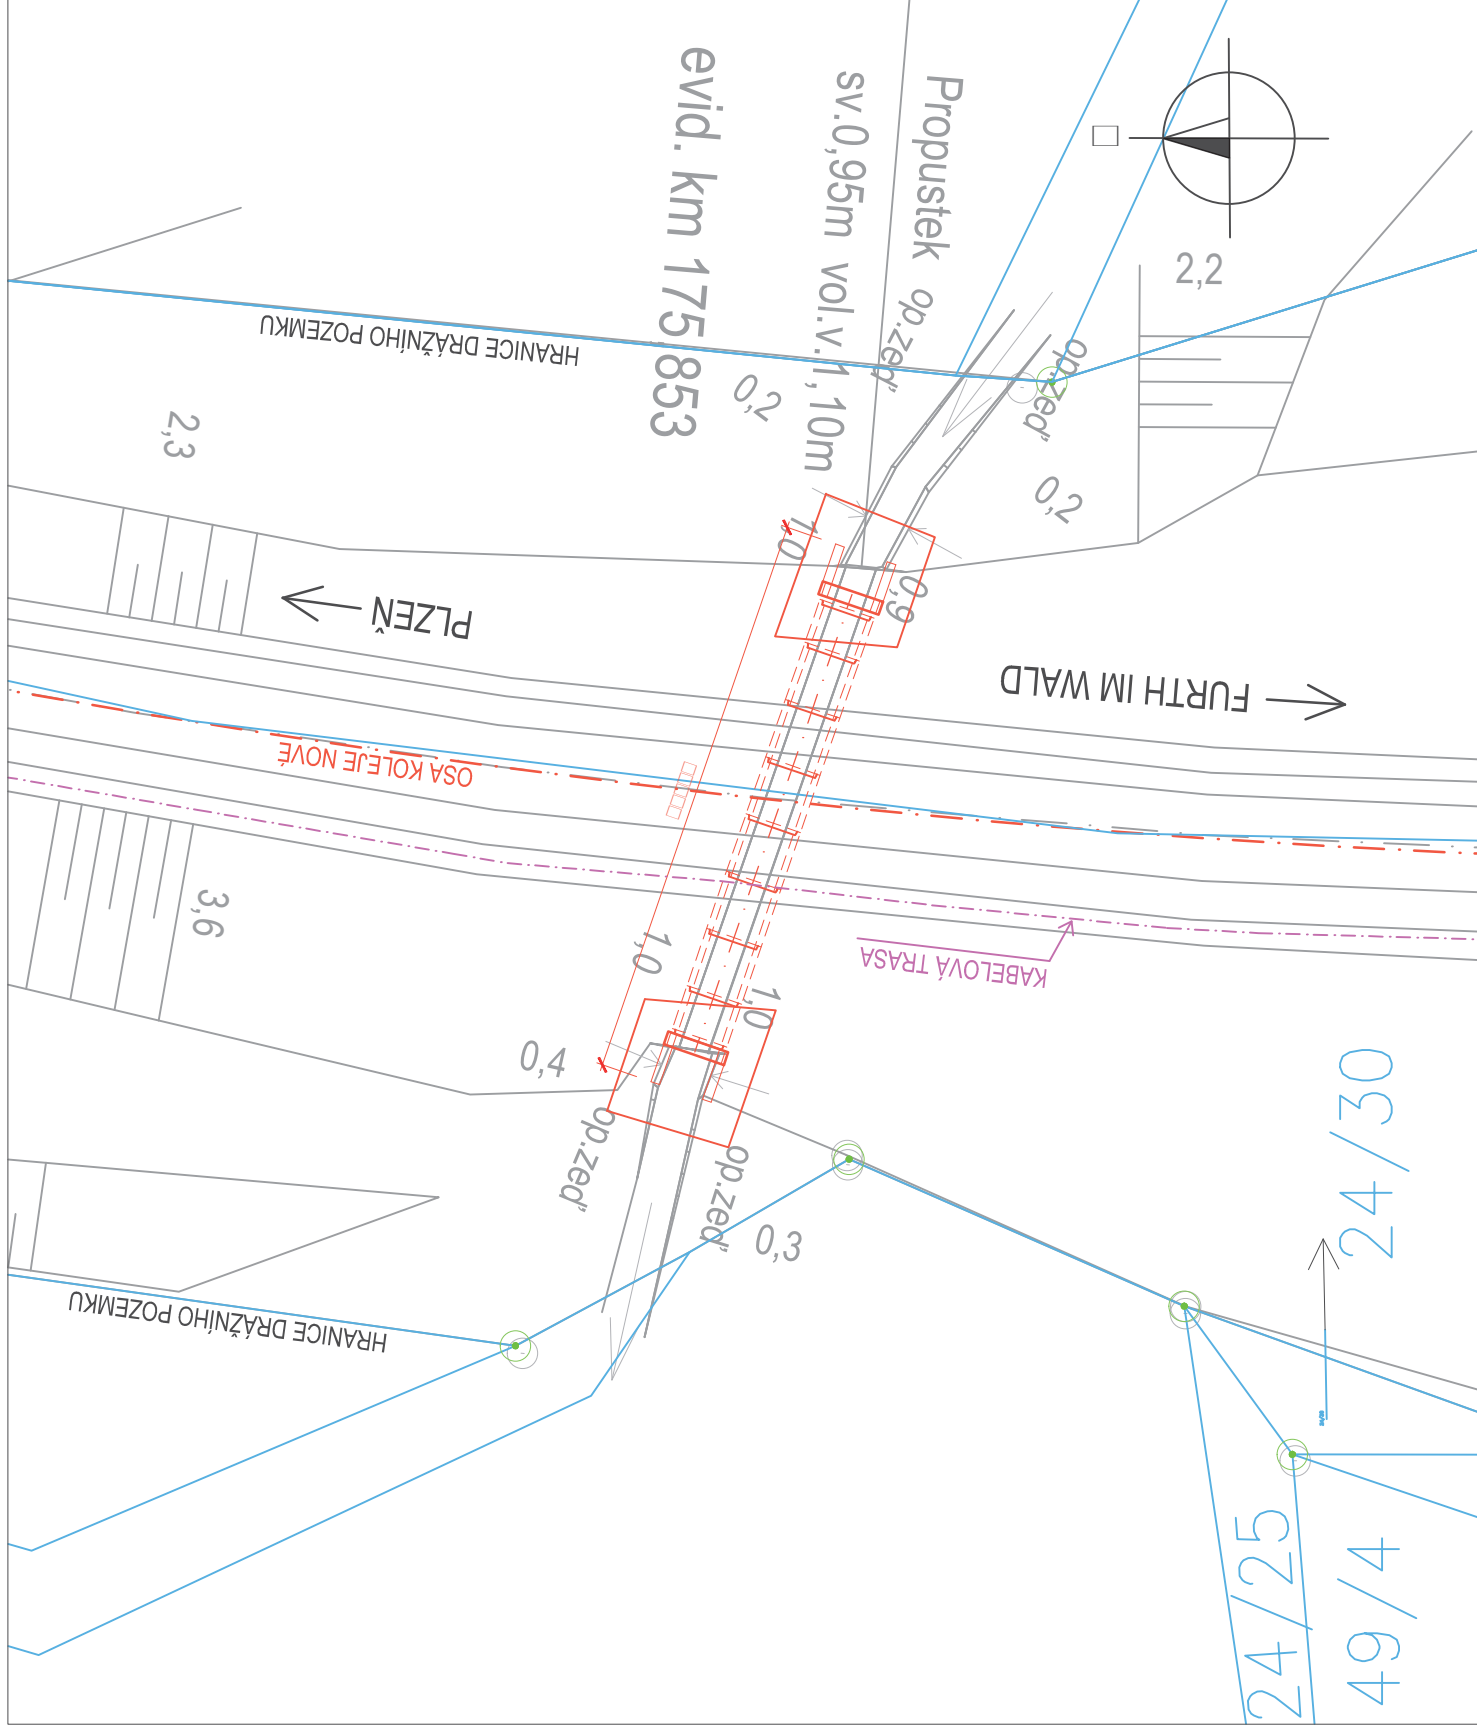 Propustek
sv.0,95m vol.v.1,10m
evid. km 175,853
op.zeď
op.zeď
2,2
0,2
0,2
HRANICE DRÁŽNÍHO POZEMKU
2,3
1,0
0,9
PLZEŇ
FURTH IM WALD
OSA KOLEJE NOVÉ
3,6
KABELOVÁ TRASA
1,0
1,0
0,4
op.zeď
op.zeď
0,3
HRANICE DRÁŽNÍHO POZEMKU
24/30
24/25
49/4